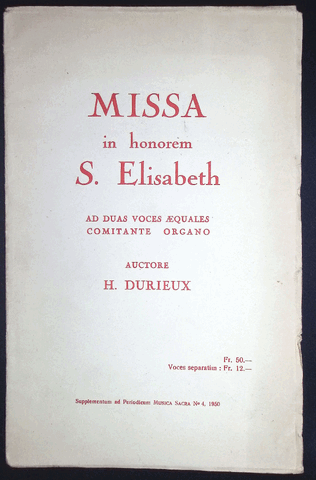 MISSA
in honorem
S. Elisabeth
AD DUAS VOCES ÆQUALES
COMITANTE ORGANO
AUCTORE
H. DURIEUX
Fr. 50.—
Voces separatim : Fr. 12.—
Supplementum ad Periodicum MUSICA SACRA Nº 4, 1950